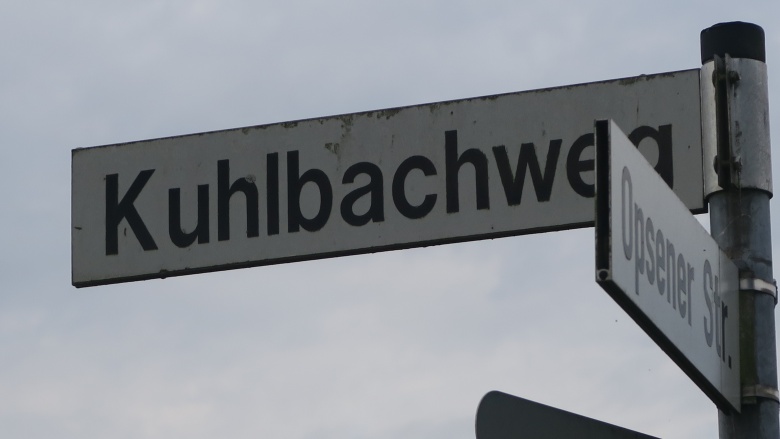 Kuhlbachweg
Opsener Str.